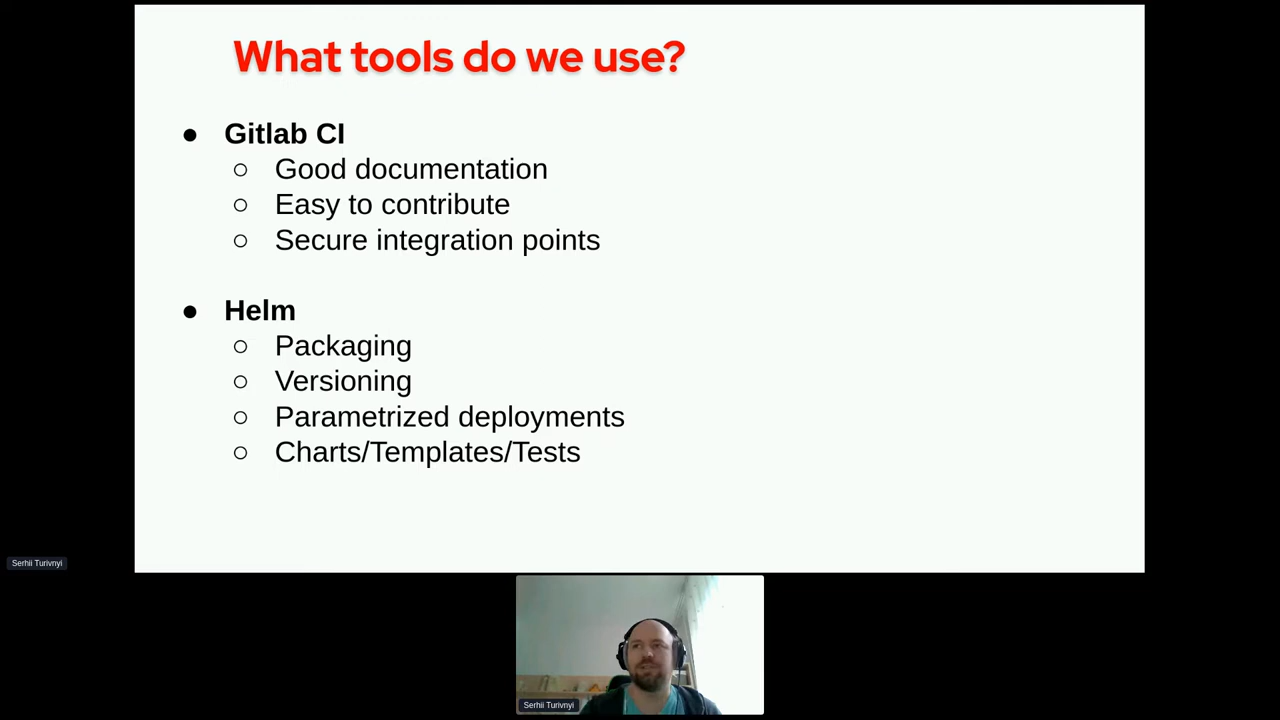 What tools do we use?
● Gitlab CI
○ Good documentation
○ Easy to contribute
○ Secure integration points
● Helm
○ Packaging
○ Versioning
○ Parametrized deployments
○ Charts/Templates/Tests
Serhii Turivnyi
Serhii Turivnyi